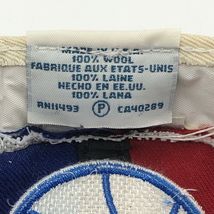 MADE IN U.S.A.
100% WOOL
FABRIQUE AUX ETATS-UNIS
100% LAINE
HECHO EN EE.UU.
100% LANA
RN11493 P CA40289